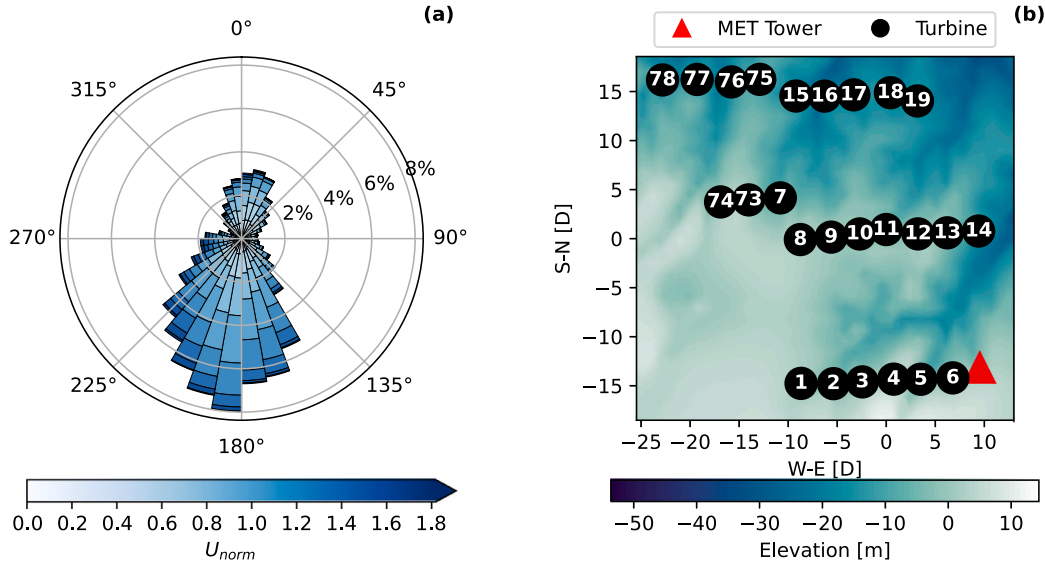 (a)
0°
45°
90°
135°
180°
225°
270°
315°
2%
4%
6%
8%
0.0 0.2 0.4 0.6 0.8 1.0 1.2 1.4 1.6 1.8
U_norm
(b)
MET Tower
Turbine
78 77 76 75 15 16 17 18 19
74 73 7
8 9 10 11 12 13 14
1 2 3 4 5 6
S-N [D]
15
10
5
0
−5
−10
−15
−25 −20 −15 −10 −5 0 5 10
W-E [D]
−50 −40 −30 −20 −10 0 10
Elevation [m]